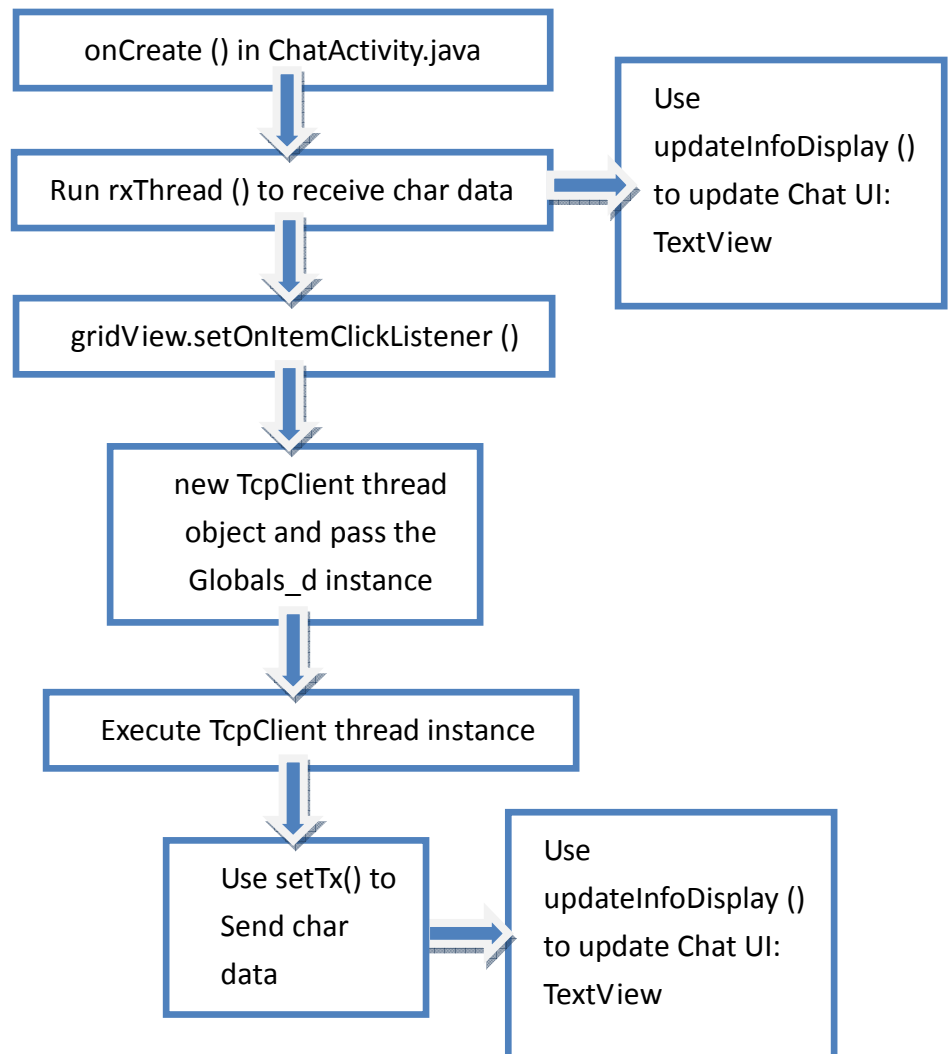 onCreate () in ChatActivity.java
Run rxThread () to receive char data
Use
updateInfoDisplay ()
to update Chat UI:
TextView
gridView.setOnItemClickListener ()
new TcpClient thread
object and pass the
Globals_d instance
Execute TcpClient thread instance
Use setTx() to
Send char
data
Use
updateInfoDisplay ()
to update Chat UI:
TextView